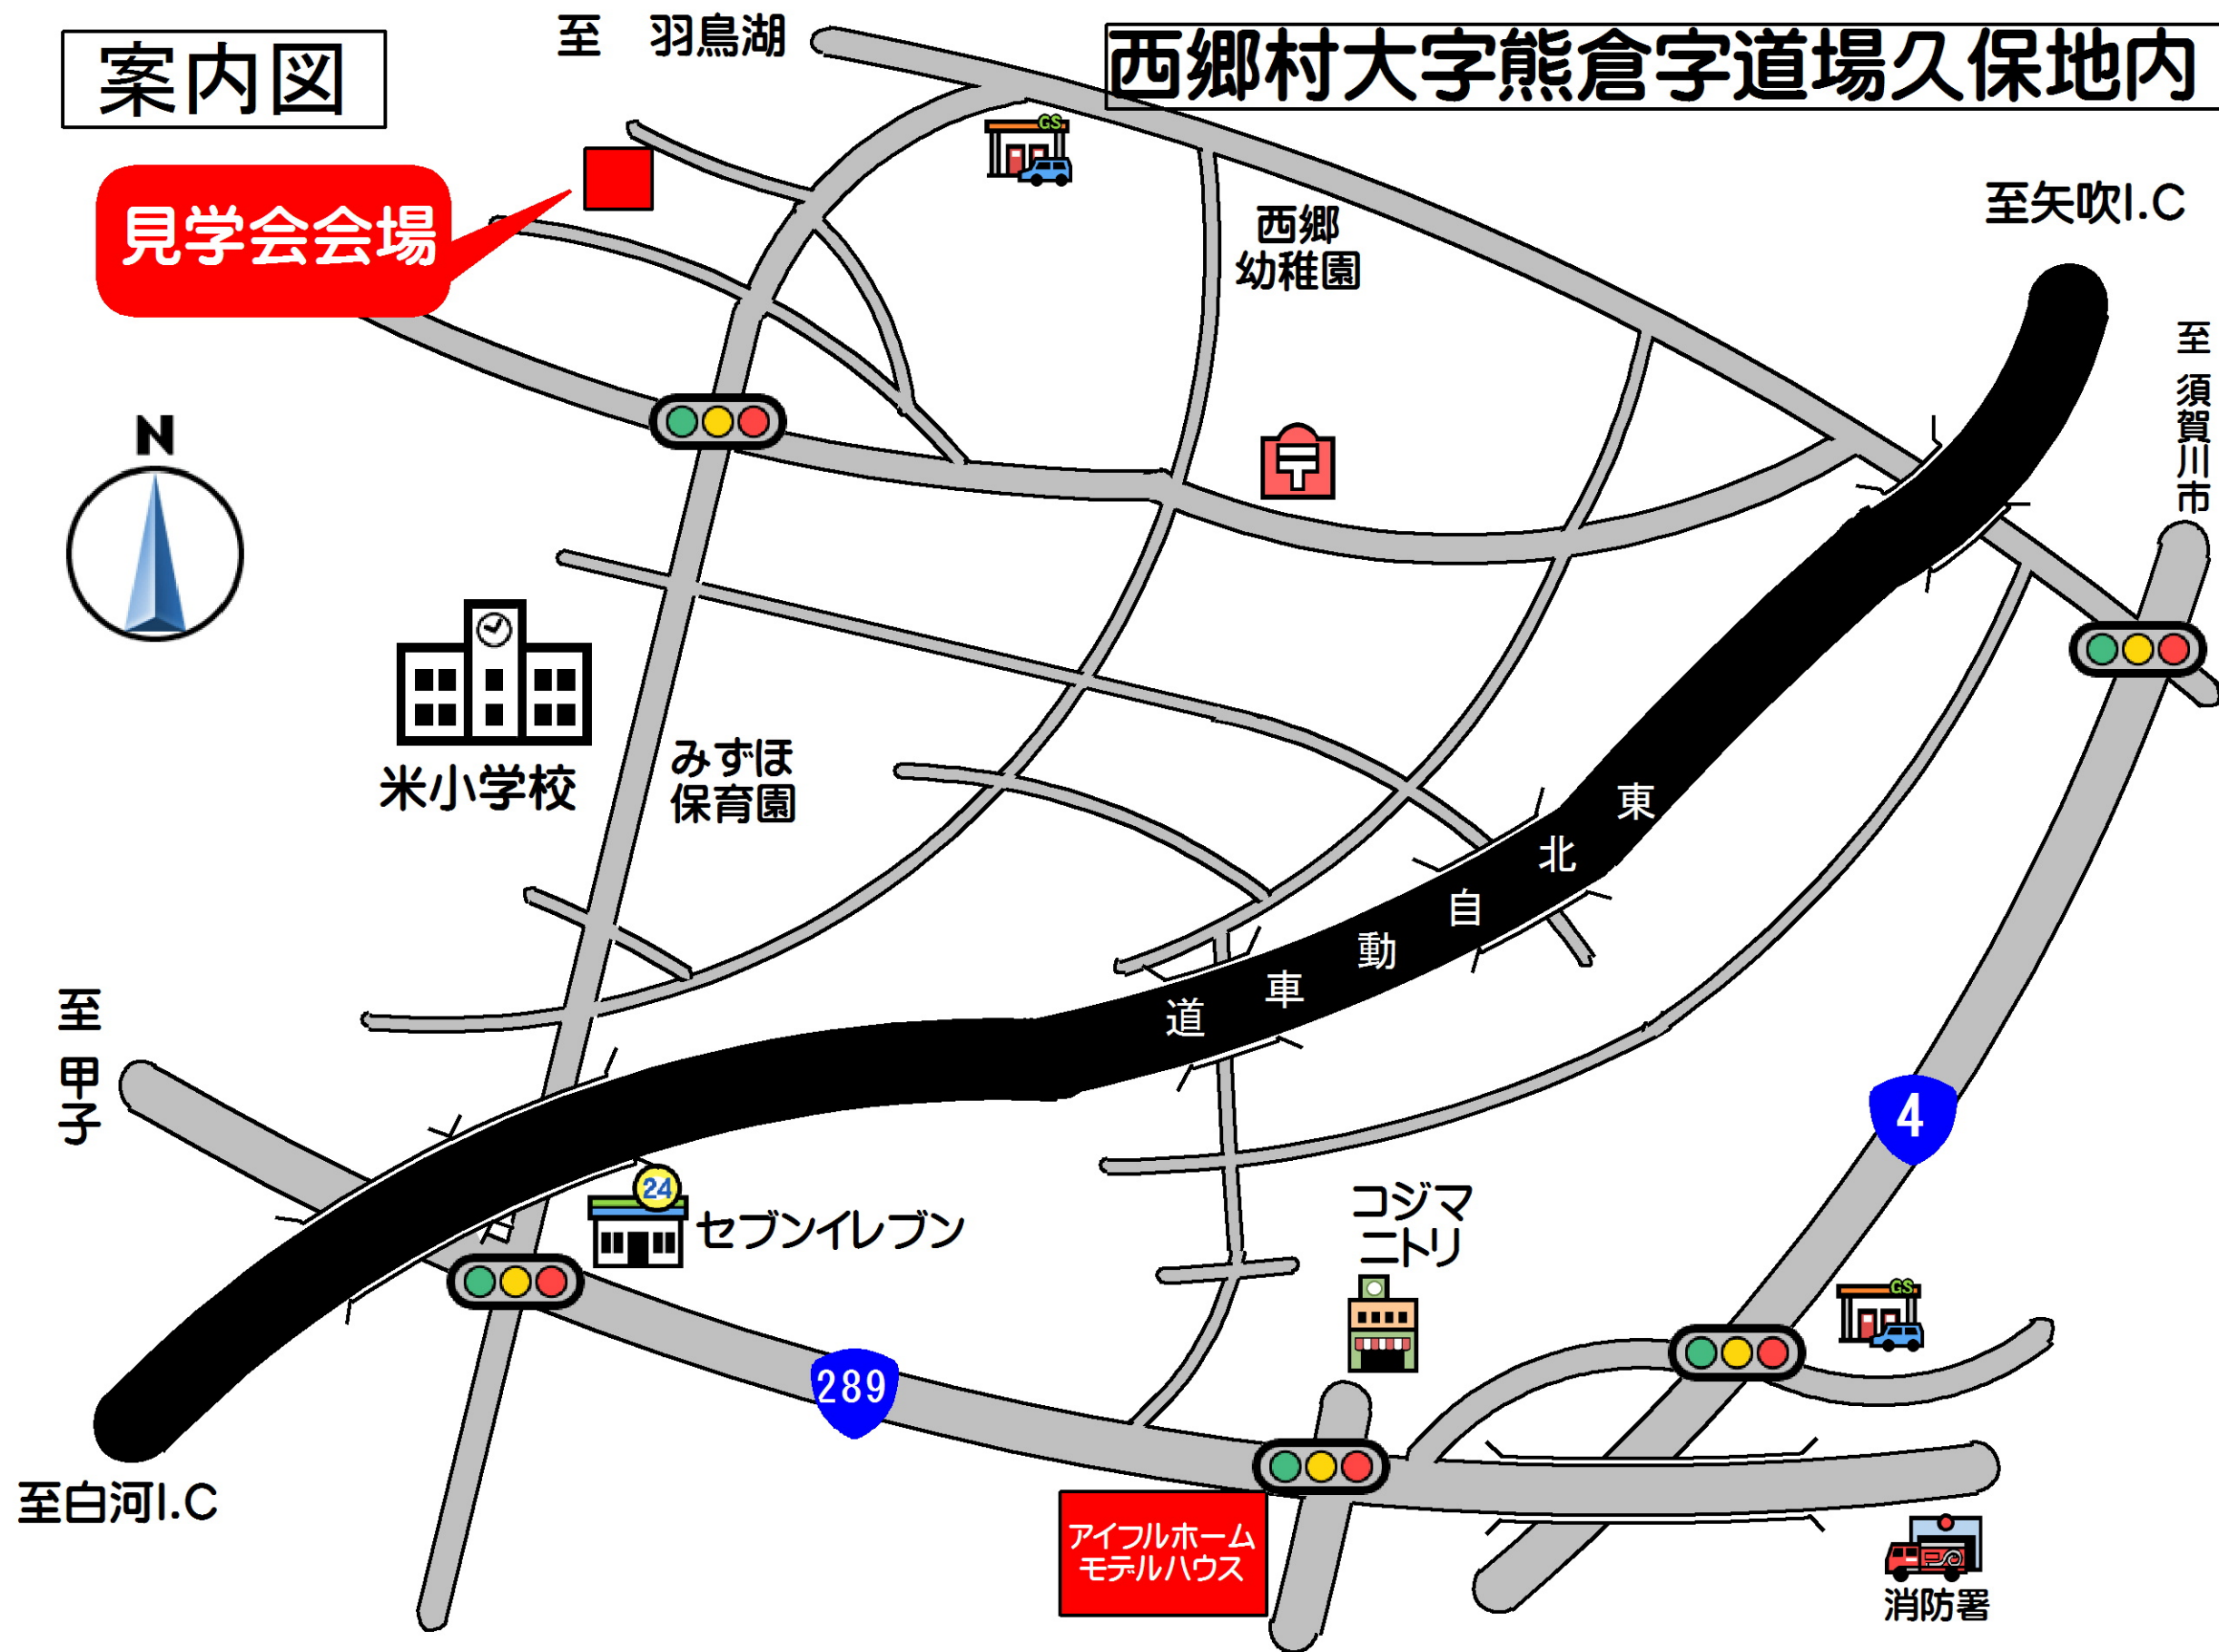 案内図
至 羽鳥湖
西郷村大字熊倉字道場久保地内
GS
見学会会場
西郷
幼稚園
至矢吹I.C
至 須賀川市
N
〒
米小学校
みずほ
保育園
東北自動車道
至 甲子
4
24
セブンイレブン
コジマ
ニトリ
GS
289
至白河I.C
アイフルホーム
モデルハウス
消防署